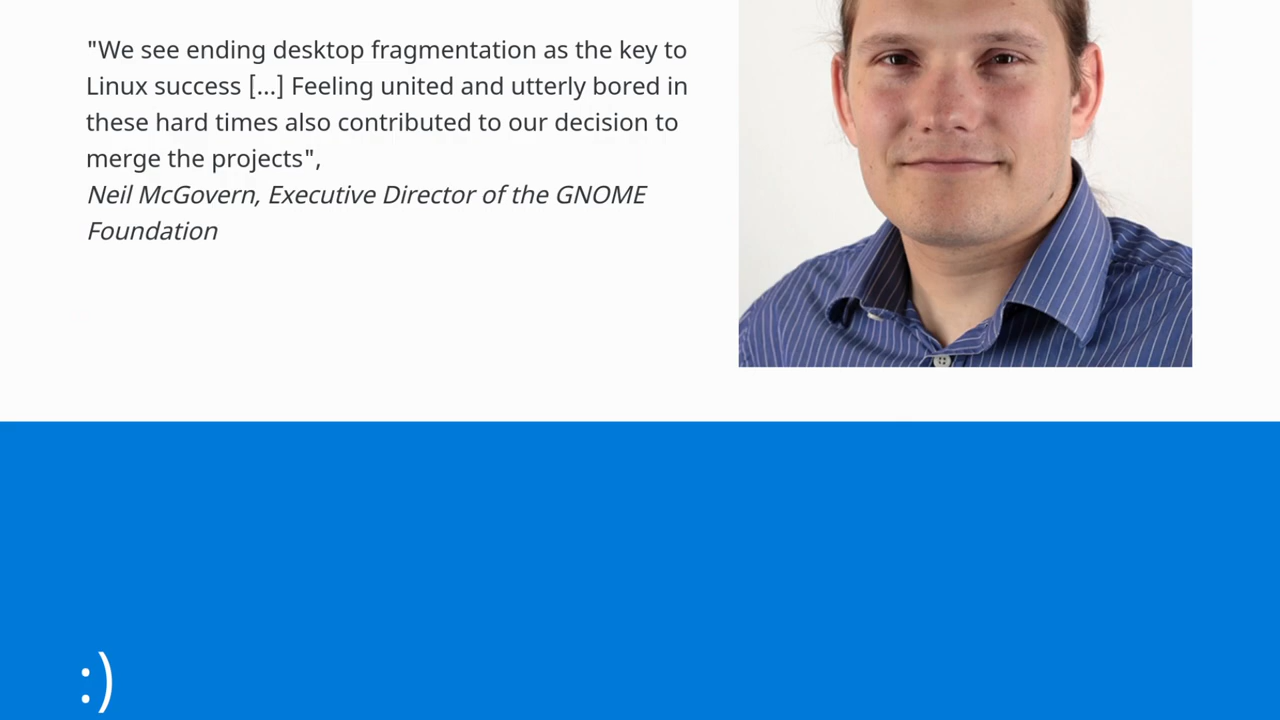 "We see ending desktop fragmentation as the key to
Linux success [...] Feeling united and utterly bored in
these hard times also contributed to our decision to
merge the projects",
Neil McGovern, Executive Director of the GNOME
Foundation
:)